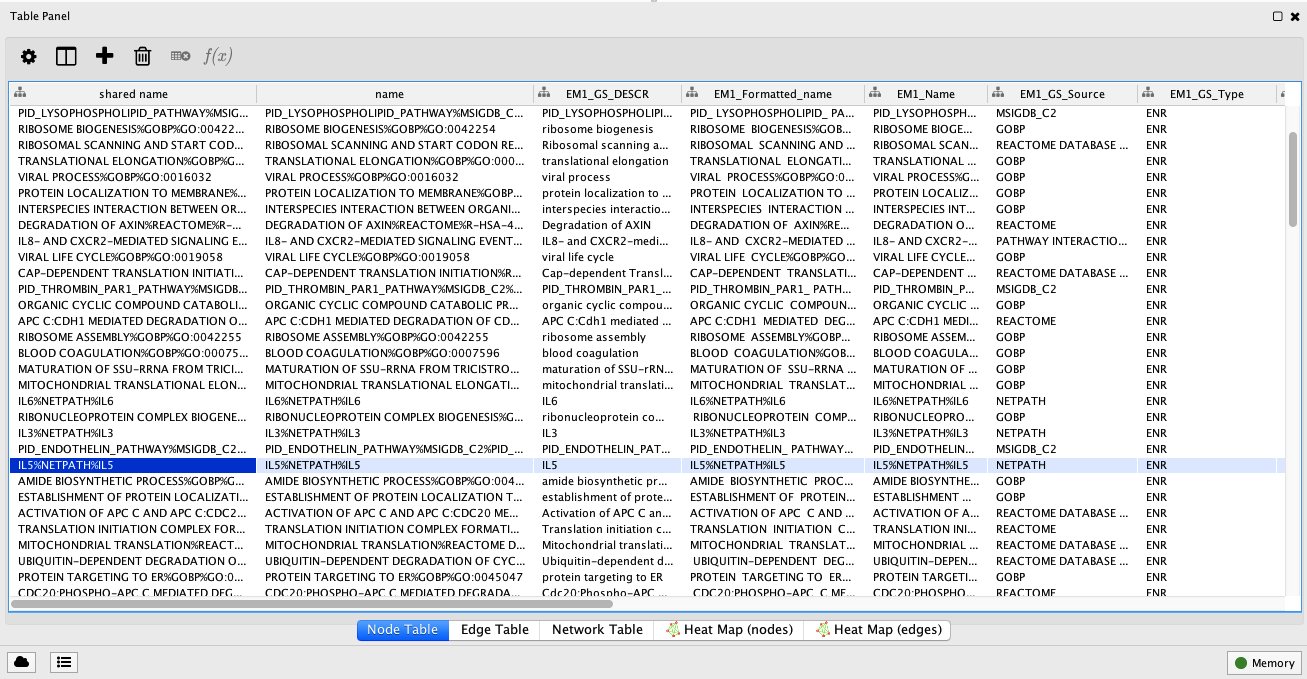 Table Panel
f(x)
shared name name EM1_GS_DESCR EM1_Formatted_name EM1_Name EM1_GS_Source EM1_GS_Type
PID_LYSOPHOSPHOLIPID_PATHWAY%MSIG... PID_LYSOPHOSPHOLIPID_PATHWAY%MSIGDB_C... PID_LYSOPHOSPHOLIPI... PID_ LYSOPHOSPHOLIPID_ PA... PID_LYSOPHOSPH... MSIGDB_C2 ENR
RIBOSOME BIOGENESIS%GOBP%GO:00422... RIBOSOME BIOGENESIS%GOBP%GO:0042254 ribosome biogenesis RIBOSOME BIOGENESIS%GOB... RIBOSOME BIOGE... GOBP ENR
RIBOSOMAL SCANNING AND START COD... RIBOSOMAL SCANNING AND START CODON RE... Ribosomal scanning a... RIBOSOMAL SCANNING AND ... RIBOSOMAL SCAN... REACTOME DATABASE ... ENR
TRANSLATIONAL ELONGATION%GOBP%G... TRANSLATIONAL ELONGATION%GOBP%GO:000... translational elongation TRANSLATIONAL ELONGATI... TRANSLATIONAL ... GOBP ENR
VIRAL PROCESS%GOBP%GO:0016032 VIRAL PROCESS%GOBP%GO:0016032 viral process VIRAL PROCESS%GOBP%GO:0... VIRAL PROCESS%G... GOBP ENR
PROTEIN LOCALIZATION TO MEMBRANE%... PROTEIN LOCALIZATION TO MEMBRANE%GOBP... protein localization to ... PROTEIN LOCALIZATION TO ... PROTEIN LOCALIZ... GOBP ENR
INTERSPECIES INTERACTION BETWEEN OR... INTERSPECIES INTERACTION BETWEEN ORGANI... interspecies interactio... INTERSPECIES INTERACTION ... INTERSPECIES INT... GOBP ENR
DEGRADATION OF AXIN%REACTOME%R-... DEGRADATION OF AXIN%REACTOME%R-HSA-4... Degradation of AXIN DEGRADATION OF AXIN%RE... DEGRADATION O... REACTOME ENR
IL8- AND CXCR2-MEDIATED SIGNALING E... IL8- AND CXCR2-MEDIATED SIGNALING EVENT... IL8- and CXCR2-medi... IL8- AND CXCR2-MEDIATED ... IL8- AND CXCR2-... PATHWAY INTERACTIO... ENR
VIRAL LIFE CYCLE%GOBP%GO:0019058 VIRAL LIFE CYCLE%GOBP%GO:0019058 viral life cycle VIRAL LIFE CYCLE%GOBP%GO... VIRAL LIFE CYCLE... GOBP ENR
CAP-DEPENDENT TRANSLATION INITIATI... CAP-DEPENDENT TRANSLATION INITIATION%R... Cap-dependent Transl... CAP-DEPENDENT TRANSLATI... CAP-DEPENDENT ... REACTOME DATABASE ... ENR
PID_THROMBIN_PAR1_PATHWAY%MSIGDB... PID_THROMBIN_PAR1_PATHWAY%MSIGDB_C2%... PID_THROMBIN_PAR1_... PID_THROMBIN_PAR1_ PATH... PID_THROMBIN_P... MSIGDB_C2 ENR
ORGANIC CYCLIC COMPOUND CATABOLI... ORGANIC CYCLIC COMPOUND CATABOLIC PR... organic cyclic compou... ORGANIC CYCLIC COMPOUN... ORGANIC CYCLIC ... GOBP ENR
APC C:CDH1 MEDIATED DEGRADATION O... APC C:CDH1 MEDIATED DEGRADATION OF CD... APC C:Cdh1 mediated ... APC C:CDH1 MEDIATED DEG... APC C:CDH1 MEDI... REACTOME ENR
RIBOSOME ASSEMBLY%GOBP%GO:0042255 RIBOSOME ASSEMBLY%GOBP%GO:0042255 ribosome assembly RIBOSOME ASSEMBLY%GOBP... RIBOSOME ASSEM... GOBP ENR
BLOOD COAGULATION%GOBP%GO:00075... BLOOD COAGULATION%GOBP%GO:0007596 blood coagulation BLOOD COAGULATION%GOB... BLOOD COAGULA... GOBP ENR
MATURATION OF SSU-RRNA FROM TRICI... MATURATION OF SSU-RRNA FROM TRICISTRO... maturation of SSU-rRN... MATURATION OF SSU-RRNA ... MATURATION OF ... GOBP ENR
MITOCHONDRIAL TRANSLATIONAL ELON... MITOCHONDRIAL TRANSLATIONAL ELONGATI... mitochondrial translati... MITOCHONDRIAL TRANSLAT... MITOCHONDRIAL ... GOBP ENR
IL6%NETPATH%IL6 IL6%NETPATH%IL6 IL6 IL6%NETPATH%IL6 IL6%NETPATH%IL6 NETPATH ENR
RIBONUCLEOPROTEIN COMPLEX BIOGENE... RIBONUCLEOPROTEIN COMPLEX BIOGENESIS%G... ribonucleoprotein co... RIBONUCLEOPROTEIN COMP... RIBONUCLEOPRO... GOBP ENR
IL3%NETPATH%IL3 IL3%NETPATH%IL3 IL3 IL3%NETPATH%IL3 IL3%NETPATH%IL3 NETPATH ENR
PID_ENDOTHELIN_PATHWAY%MSIGDB_C2... PID_ENDOTHELIN_PATHWAY%MSIGDB_C2%PID_... PID_ENDOTHELIN_PAT... PID_ENDOTHELIN_ PATHWAY... PID_ENDOTHELIN... MSIGDB_C2 ENR
IL5%NETPATH%IL5 IL5%NETPATH%IL5 IL5 IL5%NETPATH%IL5 IL5%NETPATH%IL5 NETPATH ENR
AMIDE BIOSYNTHETIC PROCESS%GOBP%G... AMIDE BIOSYNTHETIC PROCESS%GOBP%GO:004... amide biosynthetic pr... AMIDE BIOSYNTHETIC PROC... AMIDE BIOSYNTHE... GOBP ENR
ESTABLISHMENT OF PROTEIN LOCALIZATI... ESTABLISHMENT OF PROTEIN LOCALIZATION T... establishment of prote... ESTABLISHMENT OF PROTEIN... ESTABLISHMENT ... GOBP ENR
ACTIVATION OF APC C AND APC C:CDC2... ACTIVATION OF APC C AND APC C:CDC20 ME... Activation of APC C an... ACTIVATION OF APC C AND ... ACTIVATION OF A... REACTOME DATABASE ... ENR
TRANSLATION INITIATION COMPLEX FOR... TRANSLATION INITIATION COMPLEX FORMATI... Translation initiation c... TRANSLATION INITIATION C... TRANSLATION INI... REACTOME ENR
MITOCHONDRIAL TRANSLATION%REACT... MITOCHONDRIAL TRANSLATION%REACTOME D... Mitochondrial translati... MITOCHONDRIAL TRANSLAT... MITOCHONDRIAL ... REACTOME DATABASE ... ENR
UBIQUITIN-DEPENDENT DEGRADATION O... UBIQUITIN-DEPENDENT DEGRADATION OF CYC... Ubiquitin-dependent d... UBIQUITIN-DEPENDENT DEG... UBIQUITIN-DEPEN... REACTOME DATABASE ... ENR
PROTEIN TARGETING TO ER%GOBP%GO:0... PROTEIN TARGETING TO ER%GOBP%GO:0045047 protein targeting to ER PROTEIN TARGETING TO ER... PROTEIN TARGETI... GOBP ENR
CDC20:PHOSPHO-APC C MEDIATED DEG... CDC20:PHOSPHO-APC C MEDIATED DEGRADA... Cdc20:Phospho-APC ... CDC20:PHOSPHO-APC C ME... CDC20:PHOSPHO... REACTOME ENR
Node Table Edge Table Network Table Heat Map (nodes) Heat Map (edges)
Memory